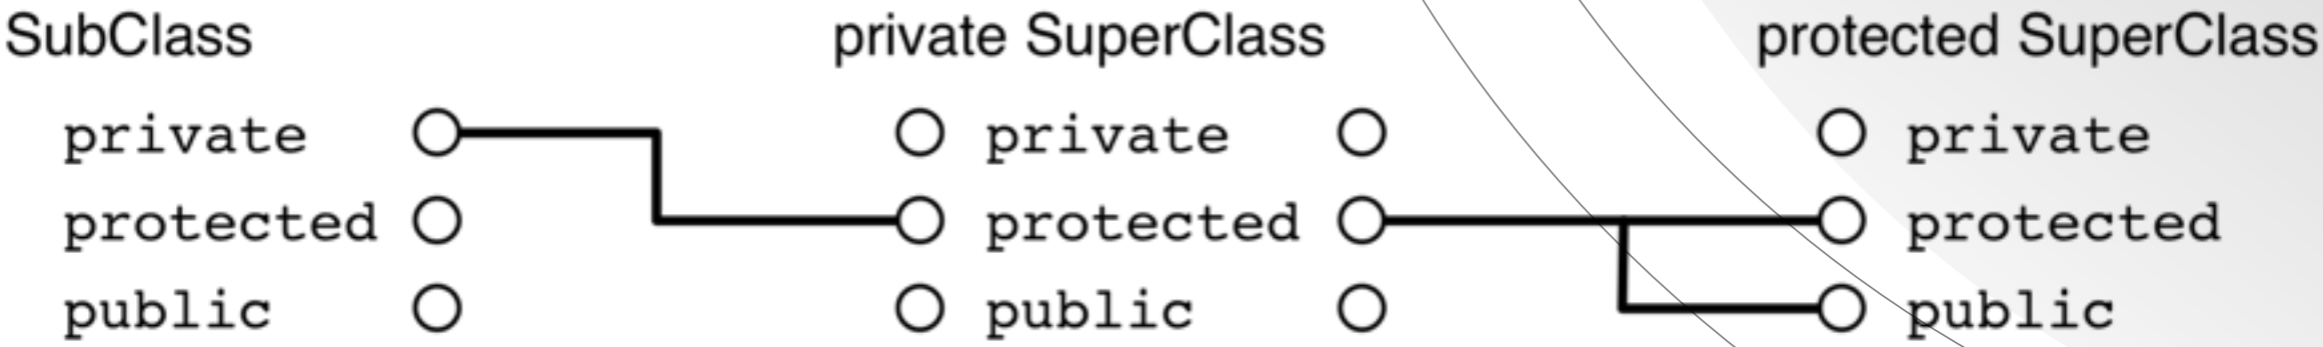 SubClass private SuperClass protected SuperClass
private private private
protected protected protected
public public public